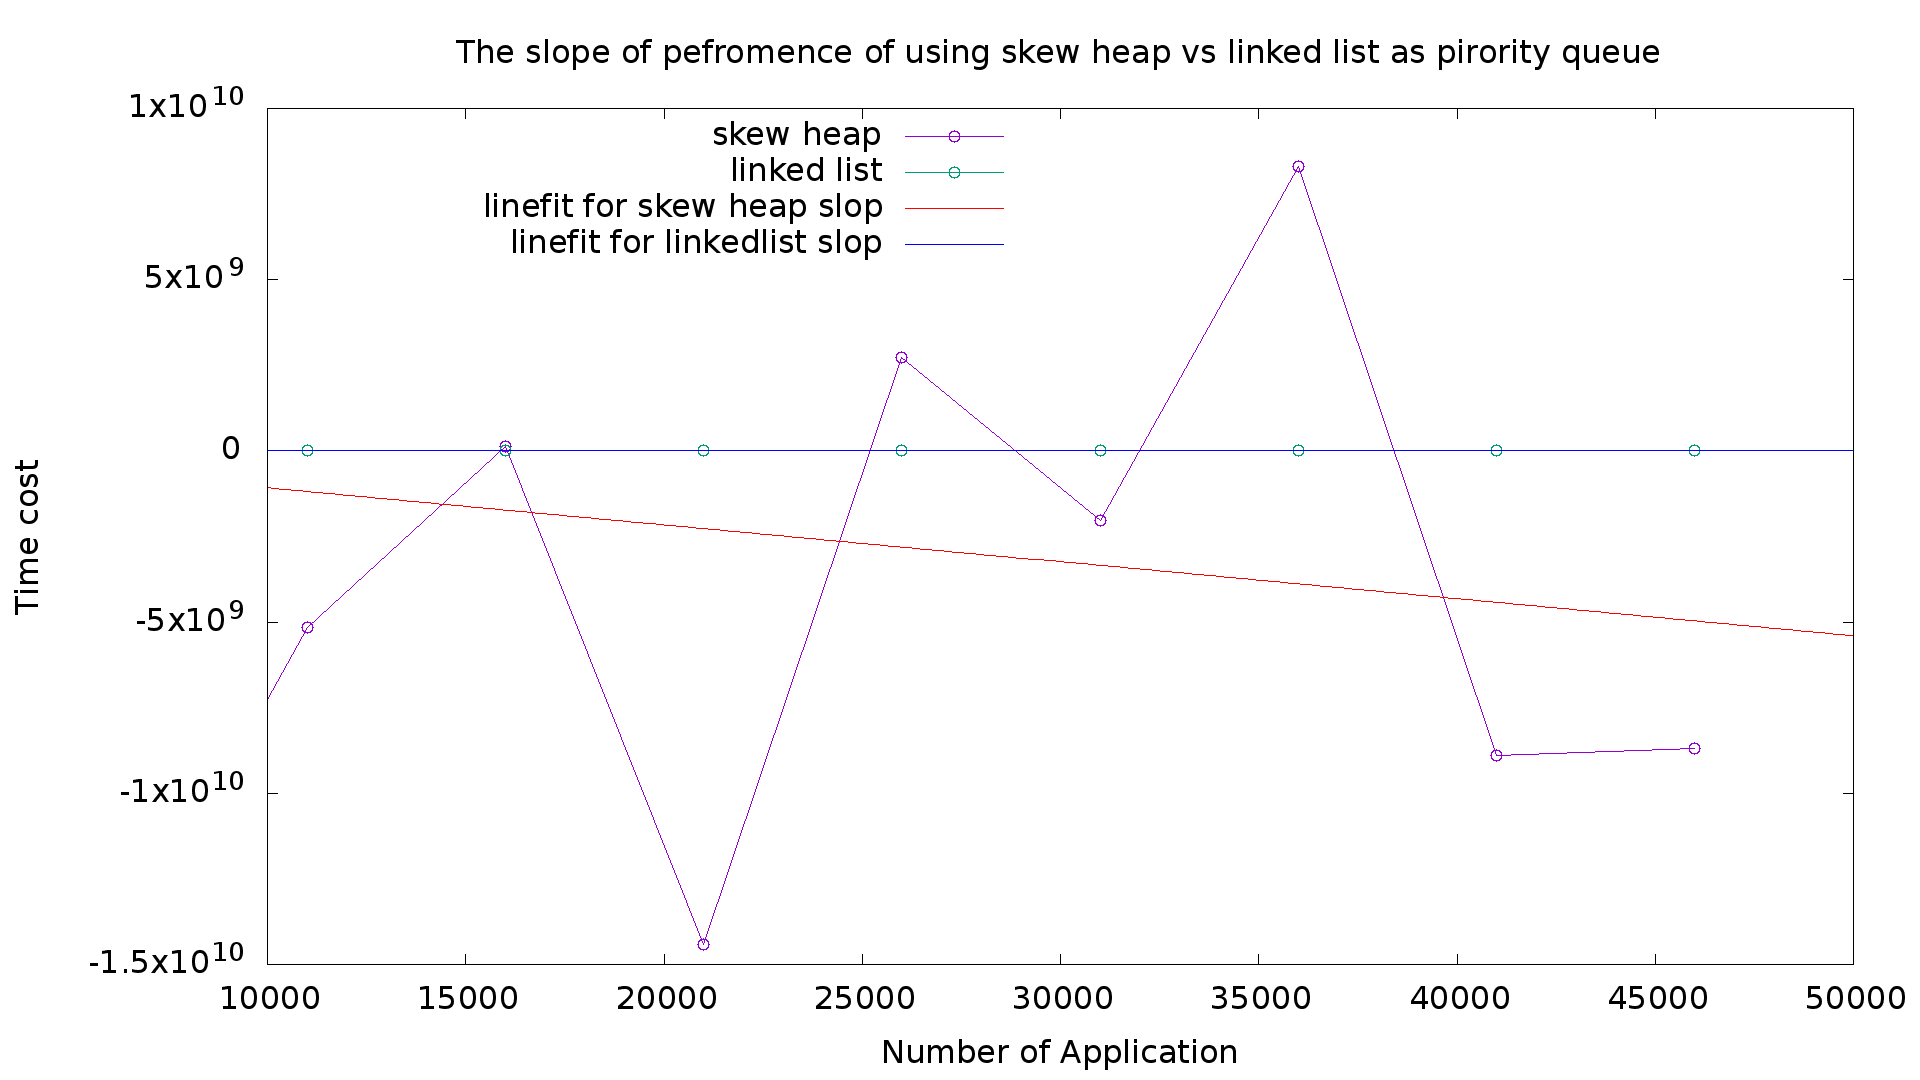 The slope of pefromence of using skew heap vs linked list as pirority queue
1x10^10
5x10^9
0
-5x10^9
-1x10^10
-1.5x10^10
Time cost
skew heap
linked list
linefit for skew heap slop
linefit for linkedlist slop
10000 15000 20000 25000 30000 35000 40000 45000 50000
Number of Application